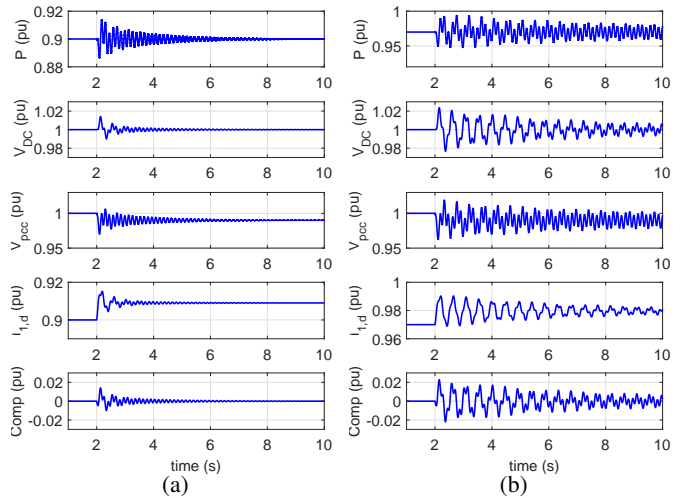 0.92
0.9
0.88
P (pu)
2 4 6 8 10
1.02
1
0.98
V_DC (pu)
2 4 6 8 10
1
0.95
V_pcc (pu)
2 4 6 8 10
0.92
0.9
i_1,d (pu)
2 4 6 8 10
0.02
0
-0.02
Comp (pu)
2 4 6 8 10
time (s)
(a)
1
0.95
P (pu)
2 4 6 8 10
1.02
1
0.98
V_DC (pu)
2 4 6 8 10
1
0.95
V_pcc (pu)
2 4 6 8 10
1
0.98
0.96
i_1,d (pu)
2 4 6 8 10
0.02
0
-0.02
Comp (pu)
2 4 6 8 10
time (s)
(b)